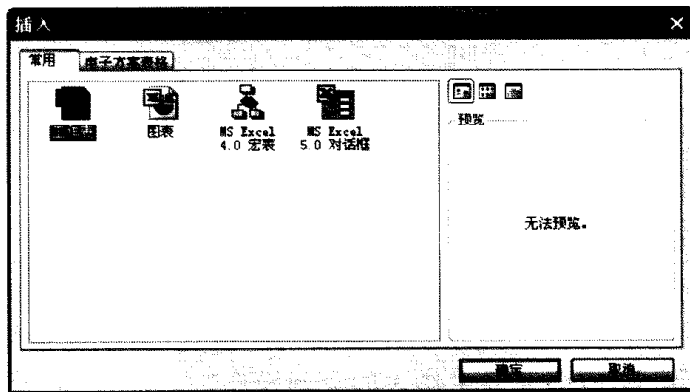 插入
常用
电子方案表格
图表
MS Excel
4.0 宏表
MS Excel
5.0 对话框
预览
无法预览。
确定
取消